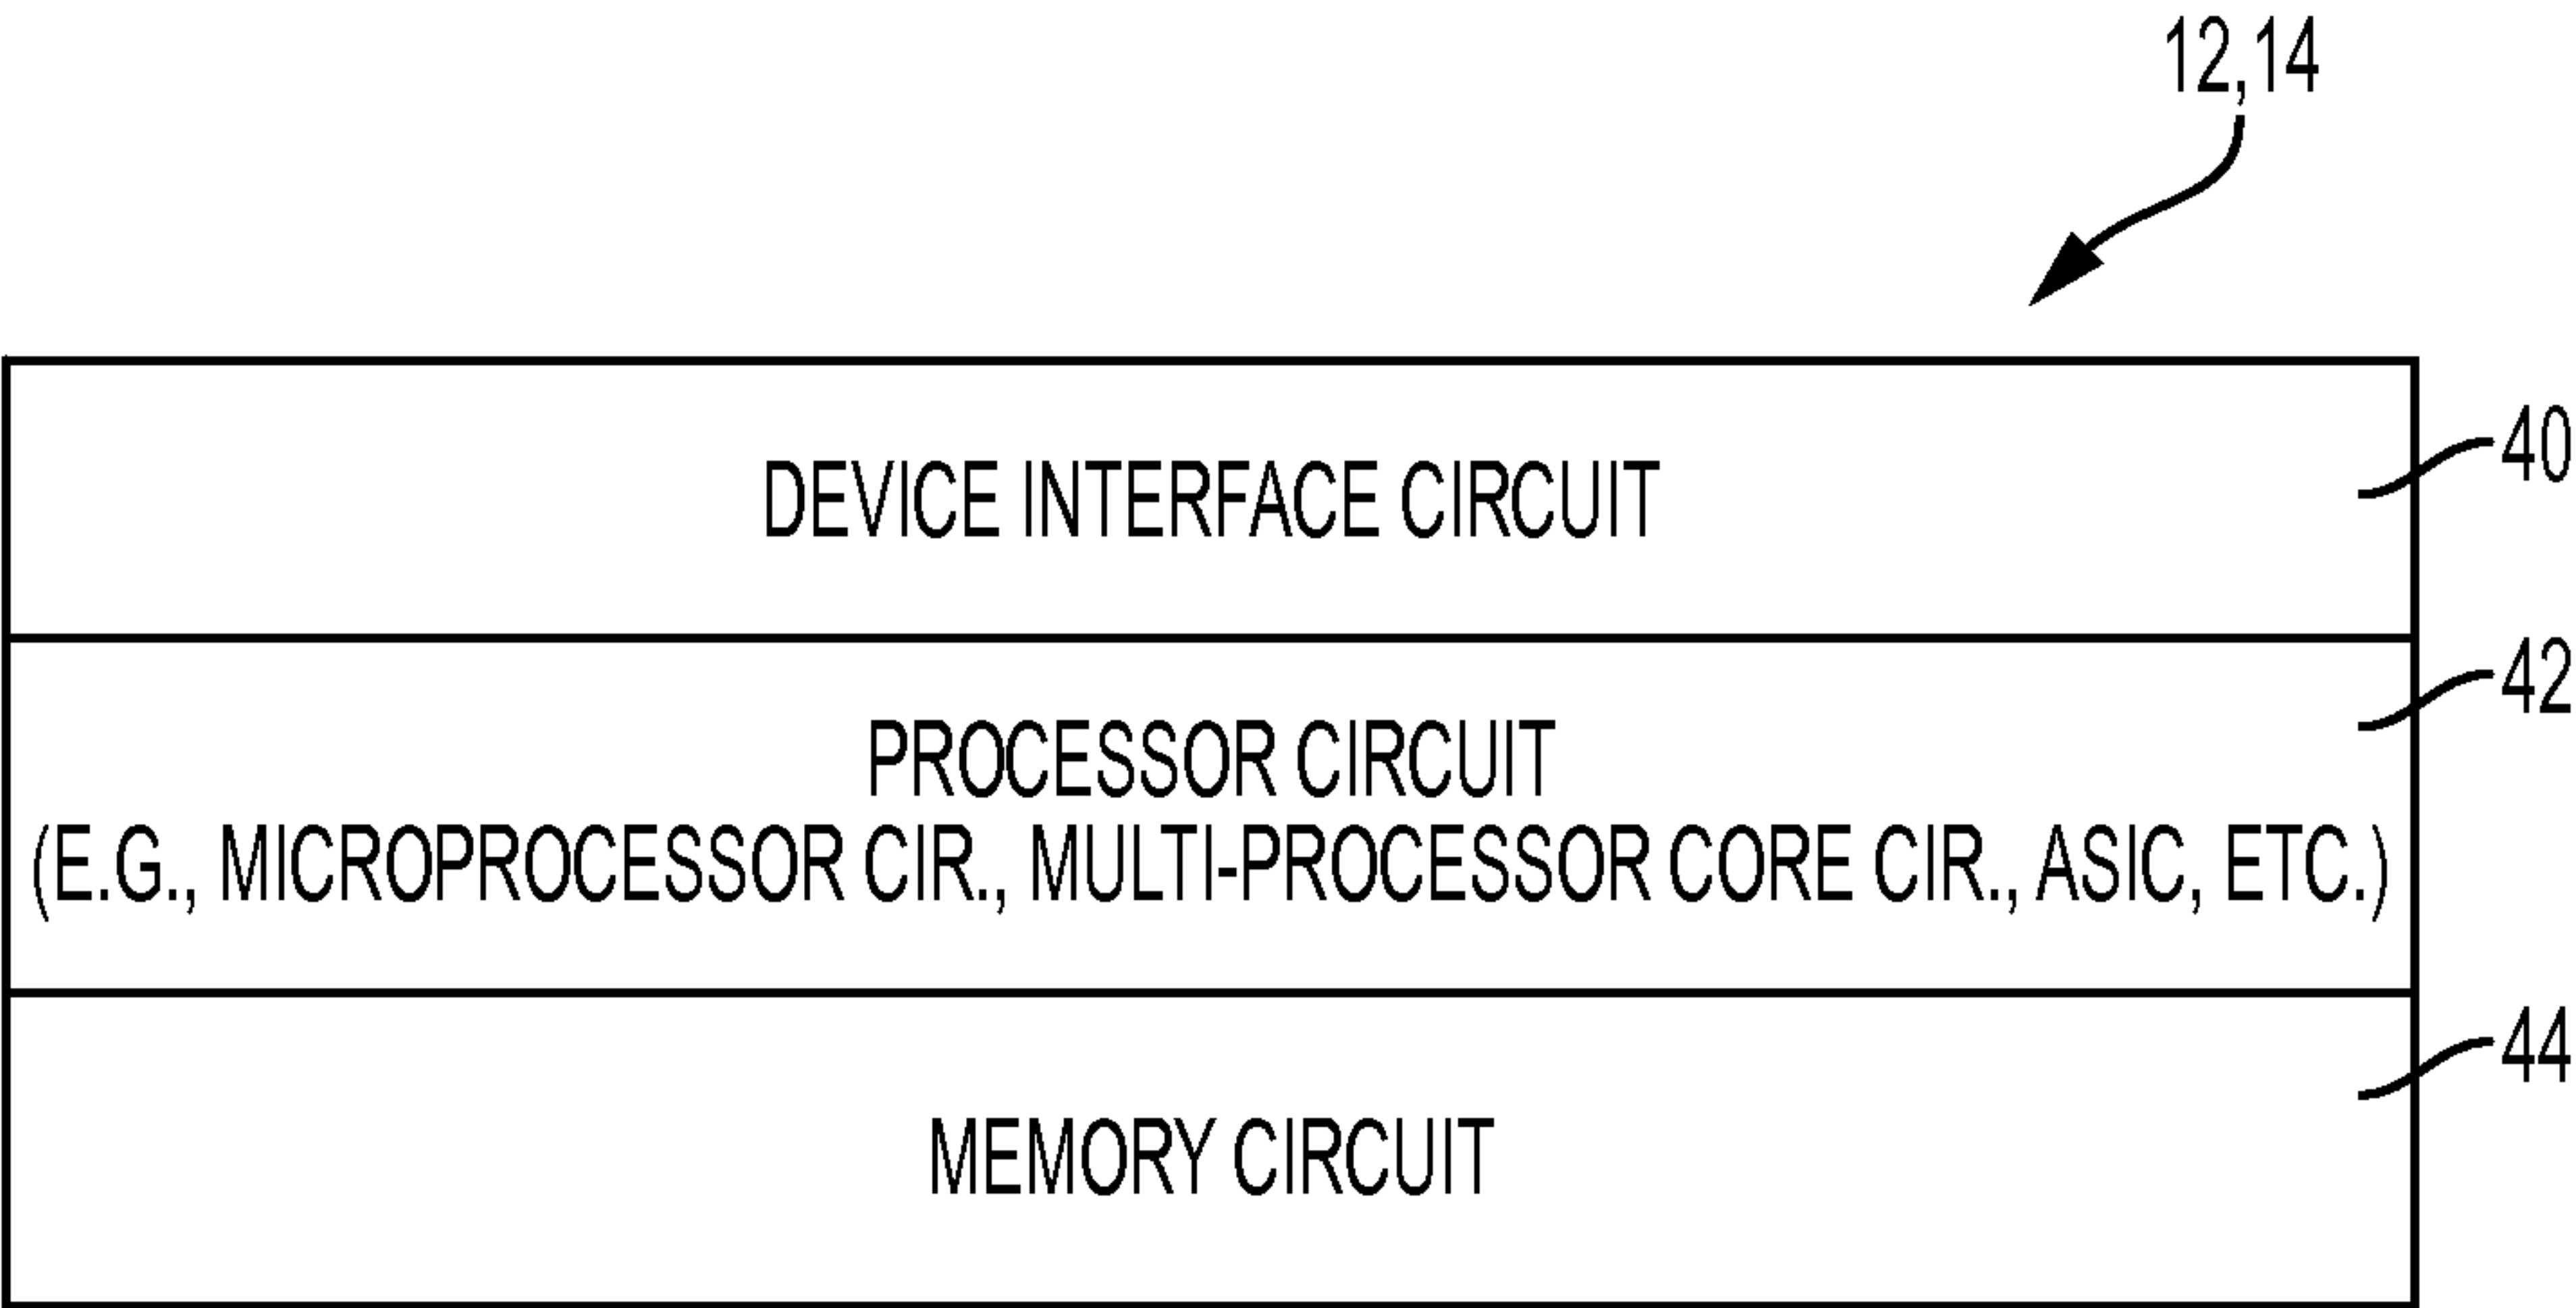 12,14
DEVICE INTERFACE CIRCUIT
40
PROCESSOR CIRCUIT
42
(E.G., MICROPROCESSOR CIR., MULTI-PROCESSOR CORE CIR., ASIC, ETC.)
MEMORY CIRCUIT
44